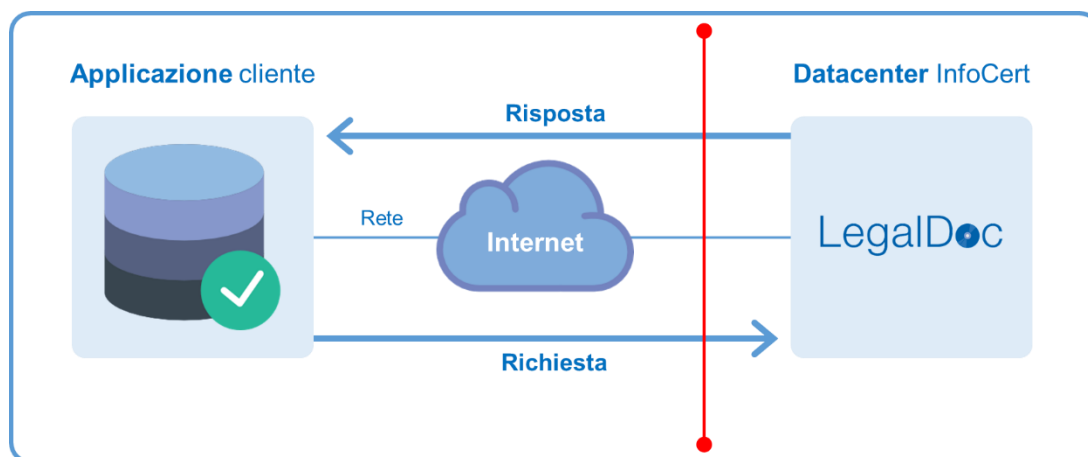 Applicazione cliente
Datacenter InfoCert
Risposta
Rete
Internet
LegalDoc
Richiesta